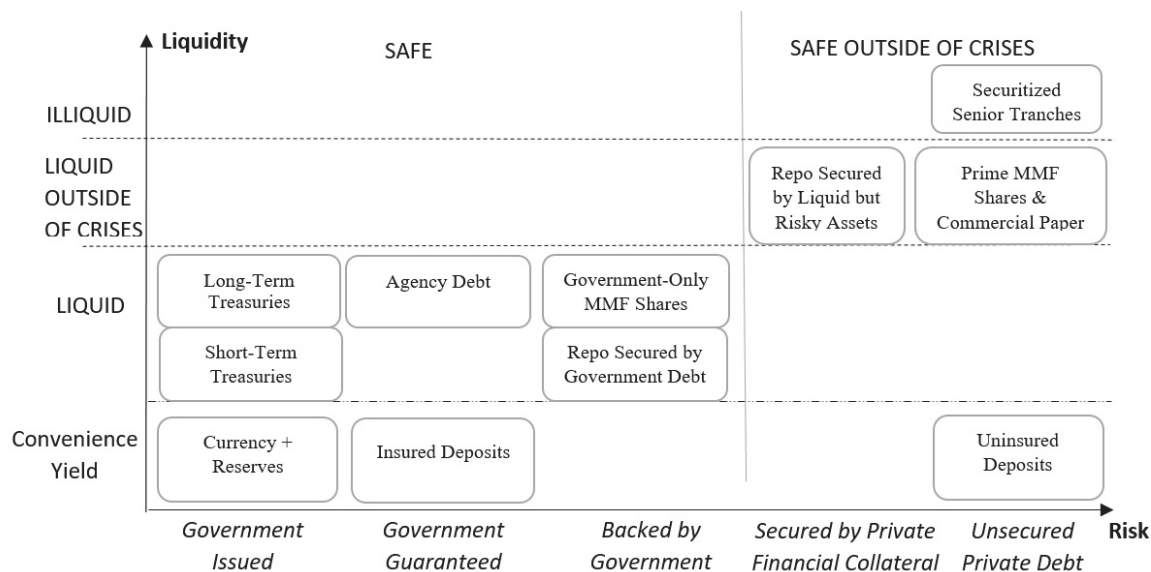 Liquidity
SAFE
SAFE OUTSIDE OF CRISES
ILLIQUID
Securitized
Senior Tranches
LIQUID
OUTSIDE
OF CRISES
Repo Secured
by Liquid but
Risky Assets
Prime MMF
Shares &
Commercial Paper
LIQUID
Long-Term
Treasuries
Agency Debt
Government-Only
MMF Shares
Short-Term
Treasuries
Repo Secured by
Government Debt
Convenience
Yield
Currency +
Reserves
Insured Deposits
Uninsured
Deposits
Government
Issued
Government
Guaranteed
Backed by
Government
Secured by Private
Financial Collateral
Unsecured
Private Debt
Risk